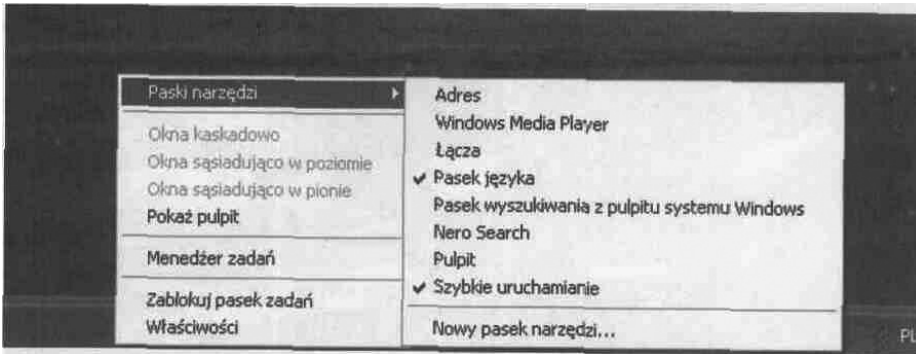 Paski narzędzi
Okna kaskadowo
Okna sąsiadująco w poziomie
Okna sąsiadująco w pionie
Pokaż pulpit
Menedżer zadań
Zablokuj pasek zadań
Właściwości
Adres
Windows Media Player
Łącza
Pasek języka
Pasek wyszukiwania z pulpitu systemu Windows
Nero Search
Pulpit
Szybkie uruchamianie
Nowy pasek narzędzi...
PL